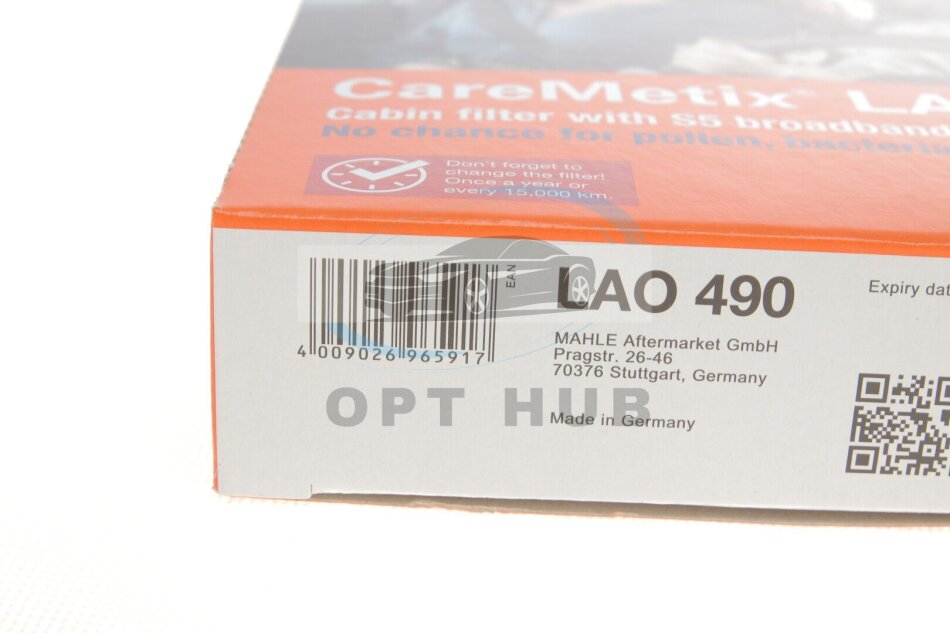 CareMetix® LA
Cabin filter with S5 broadband
No chance for pollen, bacteria
Don't forget to
change the filter!
Once a year or
every 15,000 km.
EAN
LAO 490
Expiry dat
4 009026 965917
MAHLE Aftermarket GmbH
Pragstr. 26-46
70376 Stuttgart, Germany
Made in Germany
OPT HUB